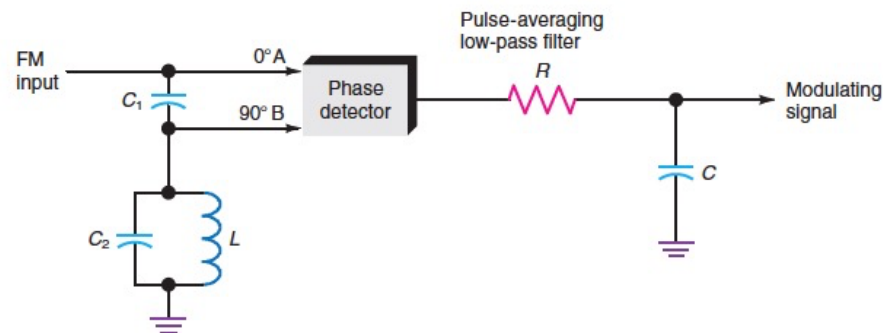 Pulse-averaging
low-pass filter
FM
input
0° A
R
Phase
detector
Modulating
signal
C₁
90° B
C
C₂
L